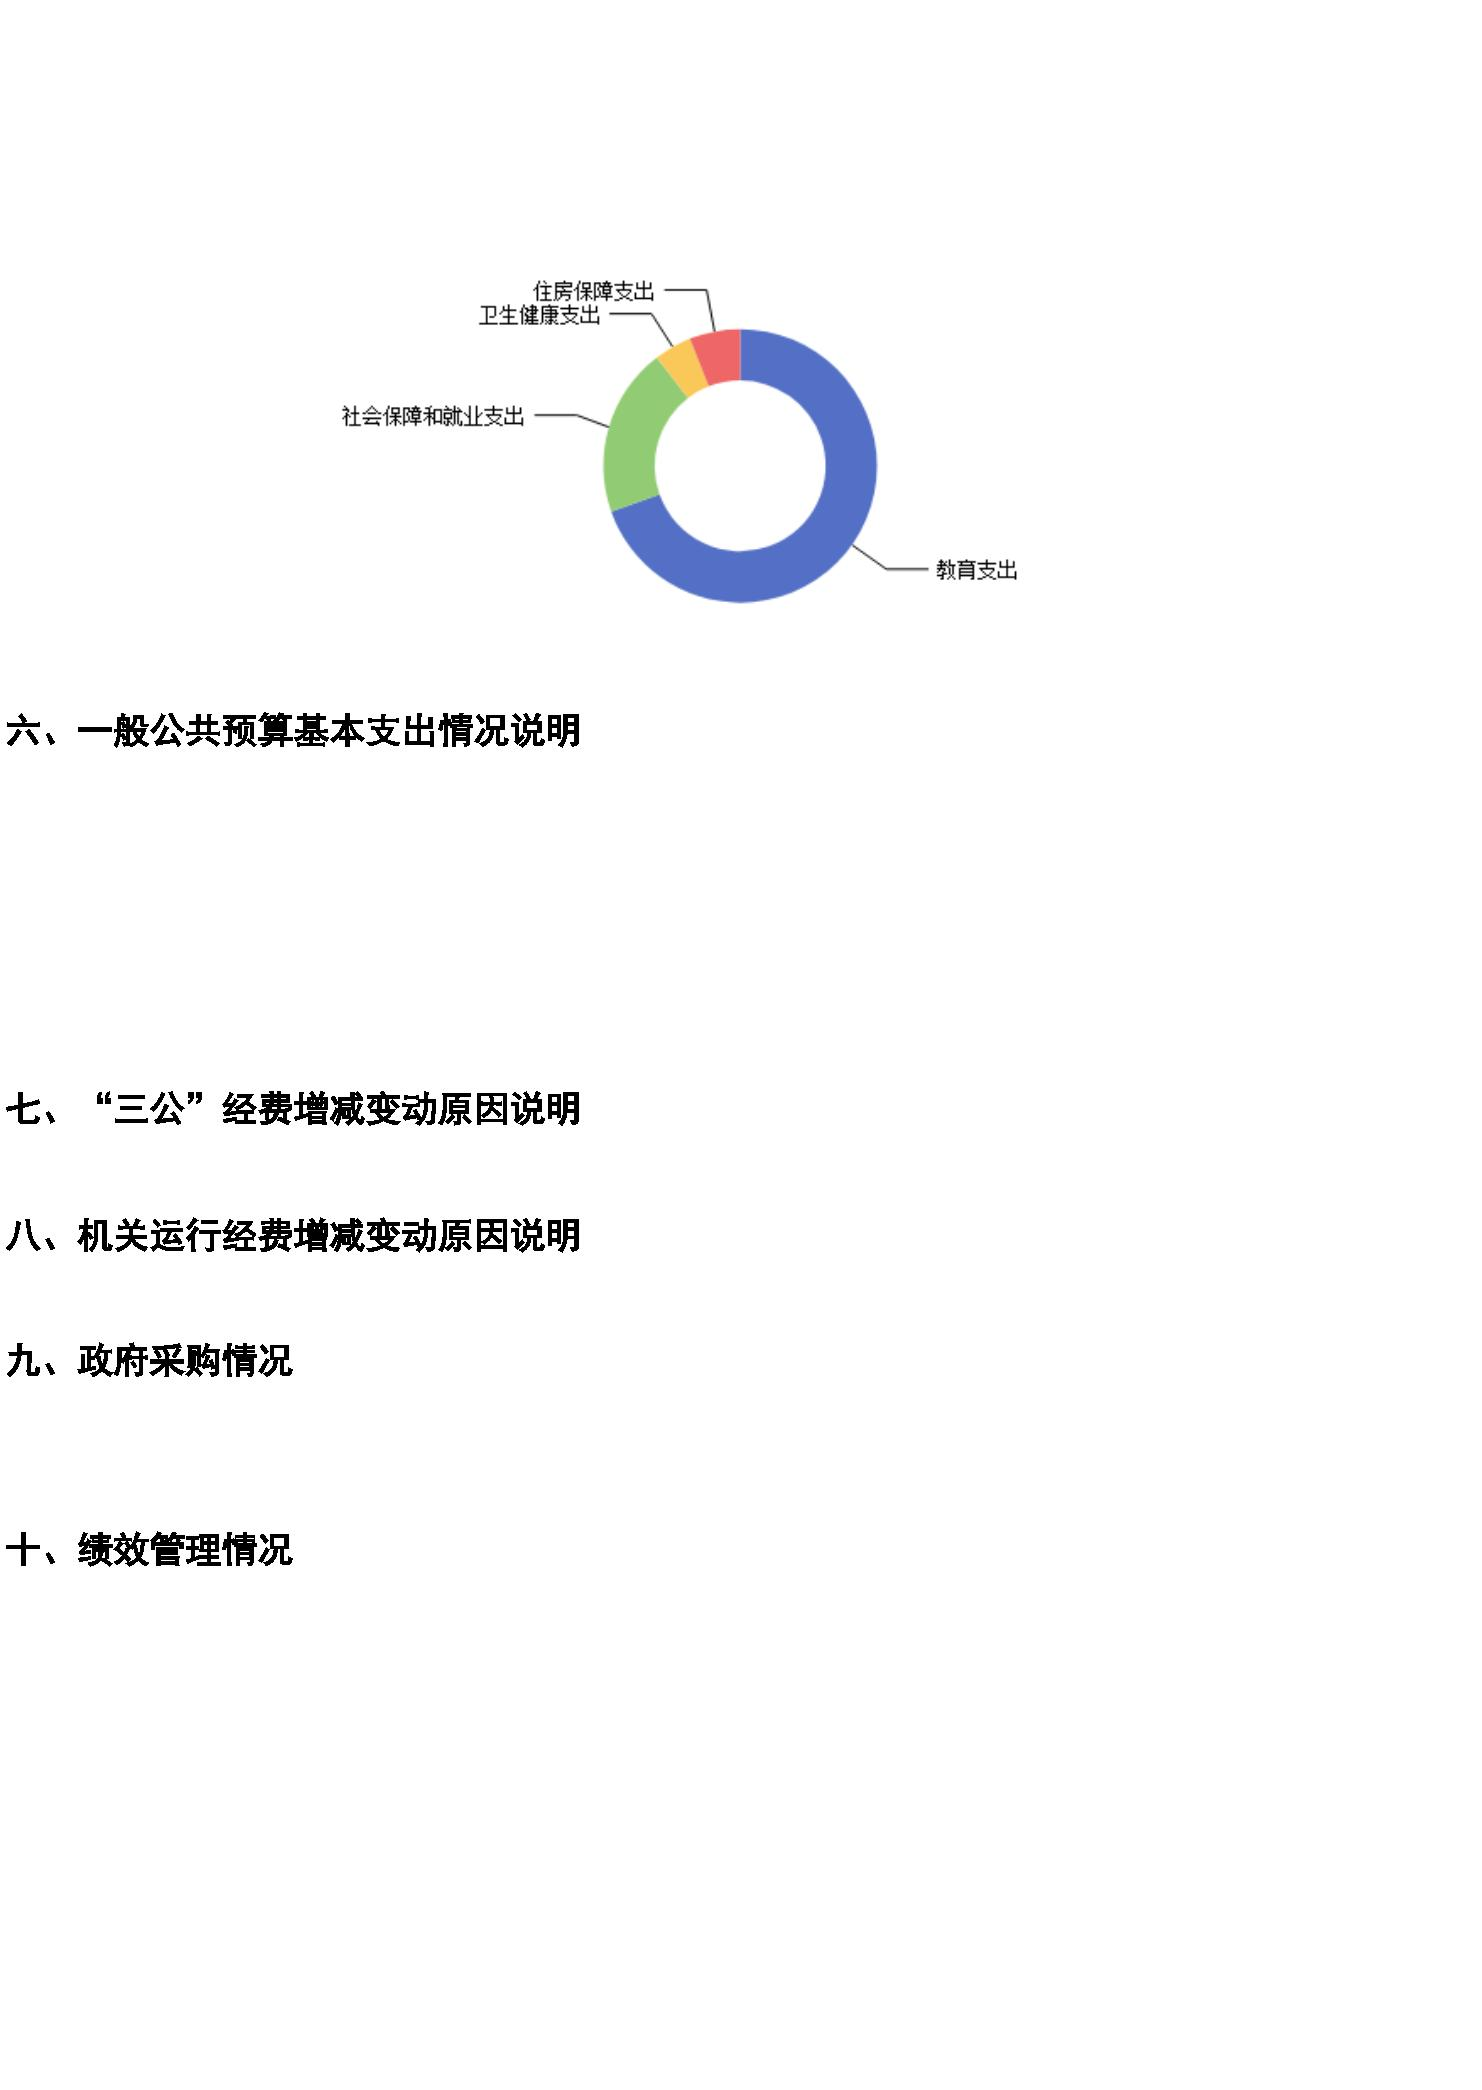 住房保障支出
卫生健康支出
社会保障和就业支出
教育支出
六、一般公共预算基本支出情况说明
七、“三公”经费增减变动原因说明
八、机关运行经费增减变动原因说明
九、政府采购情况
十、绩效管理情况